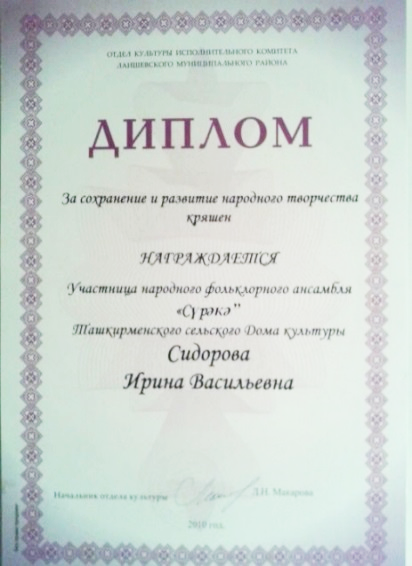 ОТДЕЛ КУЛЬТУРЫ ИСПОЛНИТЕЛЬНОГО КОМИТЕТА
ЛАИШЕВСКОГО МУНИЦИПАЛЬНОГО РАЙОНА
ДИПЛОМ
За сохранение и развитие народного творчества
кряшен
НАГРАЖДАЕТСЯ
Участница народного фольклорного ансамбля
«Сүрәкә”
Ташкирменского сельского Дома культуры
Сидорова
Ирина Васильевна
Начальник отдела культуры Д.Н. Макарова
2010 год.